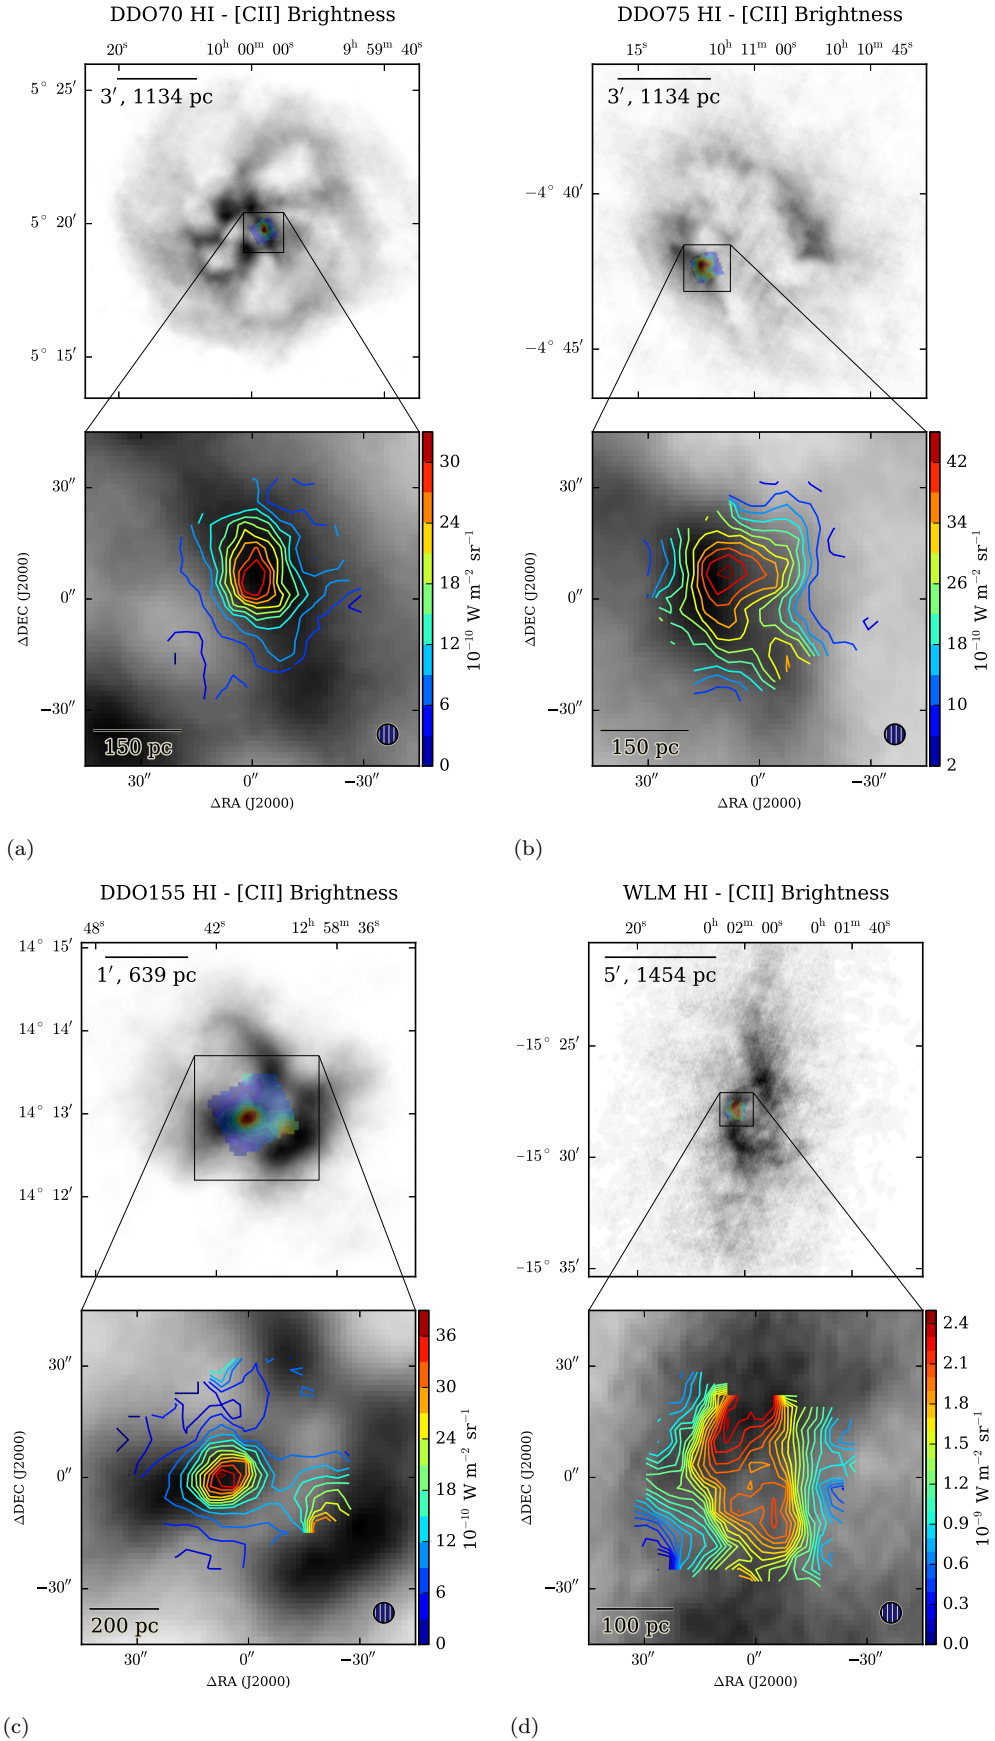 DDO70 HI - [CII] Brightness
20ˢ 10ʰ 00ᵐ 00ˢ 9ʰ 59ᵐ 40ˢ
3′, 1134 pc
5° 25′
5° 20′
5° 15′
30″
0″
−30″
ΔDEC (J2000)
150 pc
30″ 0″ −30″
ΔRA (J2000)
30
24
18
12
6
0
10⁻¹⁰ W m⁻² sr⁻¹
(a)
DDO75 HI - [CII] Brightness
15ˢ 10ʰ 11ᵐ 00ˢ 10ʰ 10ᵐ 45ˢ
3′, 1134 pc
−4° 40′
−4° 45′
30″
0″
−30″
ΔDEC (J2000)
150 pc
30″ 0″ −30″
ΔRA (J2000)
42
34
26
18
10
2
10⁻¹⁰ W m⁻² sr⁻¹
(b)
DDO155 HI - [CII] Brightness
48ˢ 42ˢ 12ʰ 58ᵐ 36ˢ
1′, 639 pc
14° 15′
14° 14′
14° 13′
14° 12′
30″
0″
−30″
ΔDEC (J2000)
200 pc
30″ 0″ −30″
ΔRA (J2000)
36
30
24
18
12
6
0
10⁻¹⁰ W m⁻² sr⁻¹
(c)
WLM HI - [CII] Brightness
20ˢ 0ʰ 02ᵐ 00ˢ 0ʰ 01ᵐ 40ˢ
5′, 1454 pc
−15° 25′
−15° 30′
−15° 35′
30″
0″
−30″
ΔDEC (J2000)
100 pc
30″ 0″ −30″
ΔRA (J2000)
2.4
2.1
1.8
1.5
1.2
0.9
0.6
0.3
0.0
10⁻⁹ W m⁻² sr⁻¹
(d)